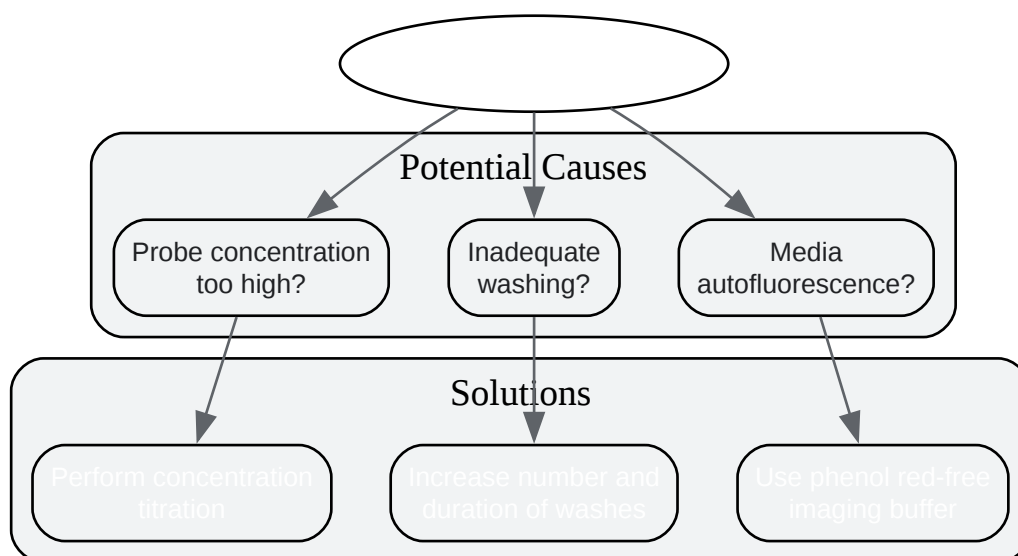 Potential Causes
Probe concentration
too high?
Inadequate
washing?
Media
autofluorescence?
Solutions
Perform concentration
titration
Increase number and
duration of washes
Use phenol red-free
imaging buffer